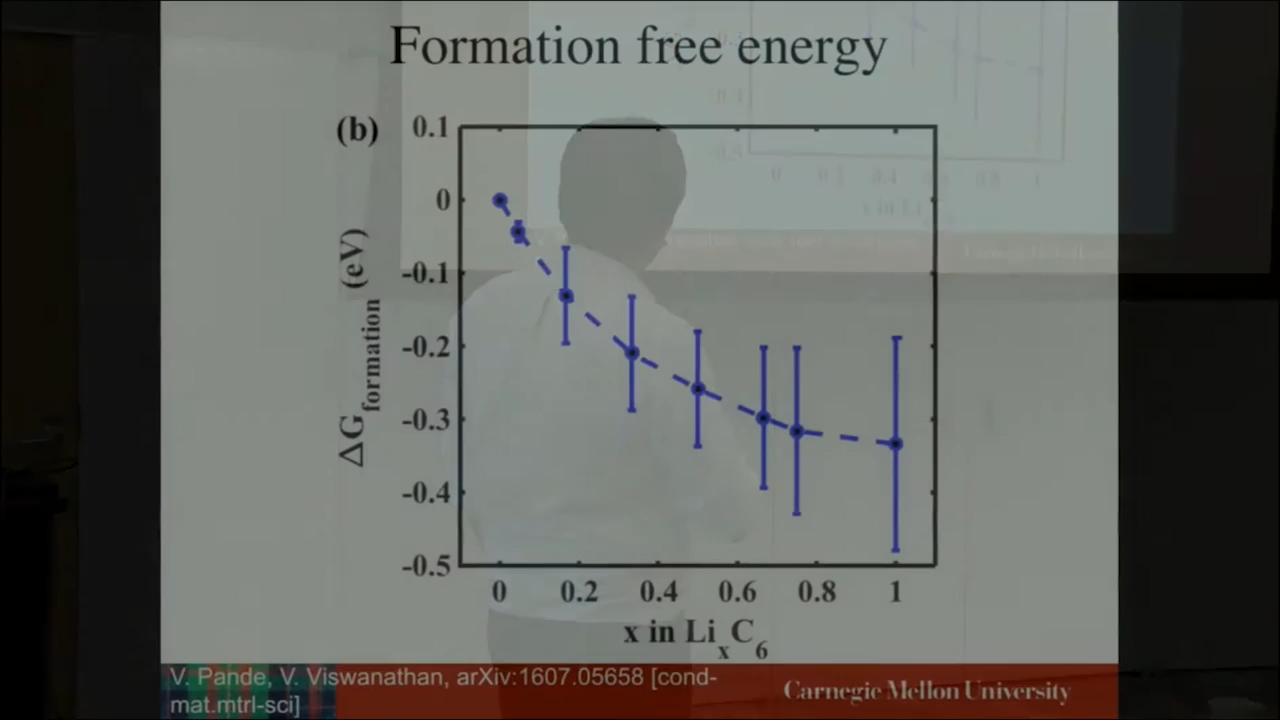 Formation free energy
(b)
0.1
0
-0.1
-0.2
-0.3
-0.4
-0.5
ΔGformation (eV)
0 0.2 0.4 0.6 0.8 1
x in LixC6
V. Pande, V. Viswanathan, arXiv:1607.05658 [cond-
mat.mtrl-sci]
Carnegie Mellon University